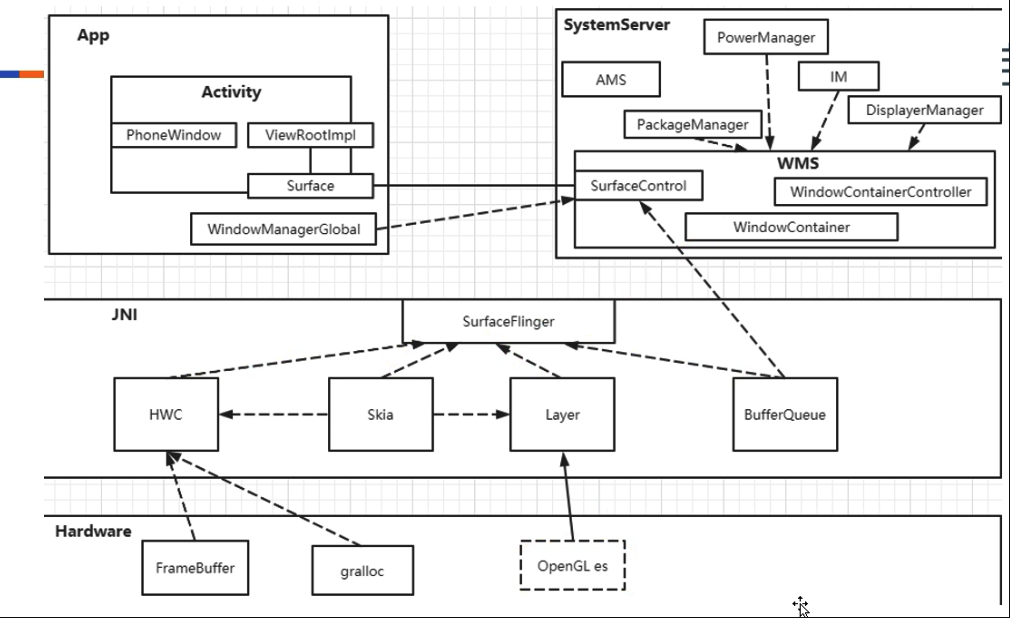 App
Activity
PhoneWindow
ViewRootImpl
Surface
WindowManagerGlobal
SystemServer
PowerManager
AMS
IM
DisplayerManager
PackageManager
WMS
SurfaceControl
WindowContainerController
WindowContainer
JNI
SurfaceFlinger
HWC
Skia
Layer
BufferQueue
Hardware
FrameBuffer
gralloc
OpenGL es